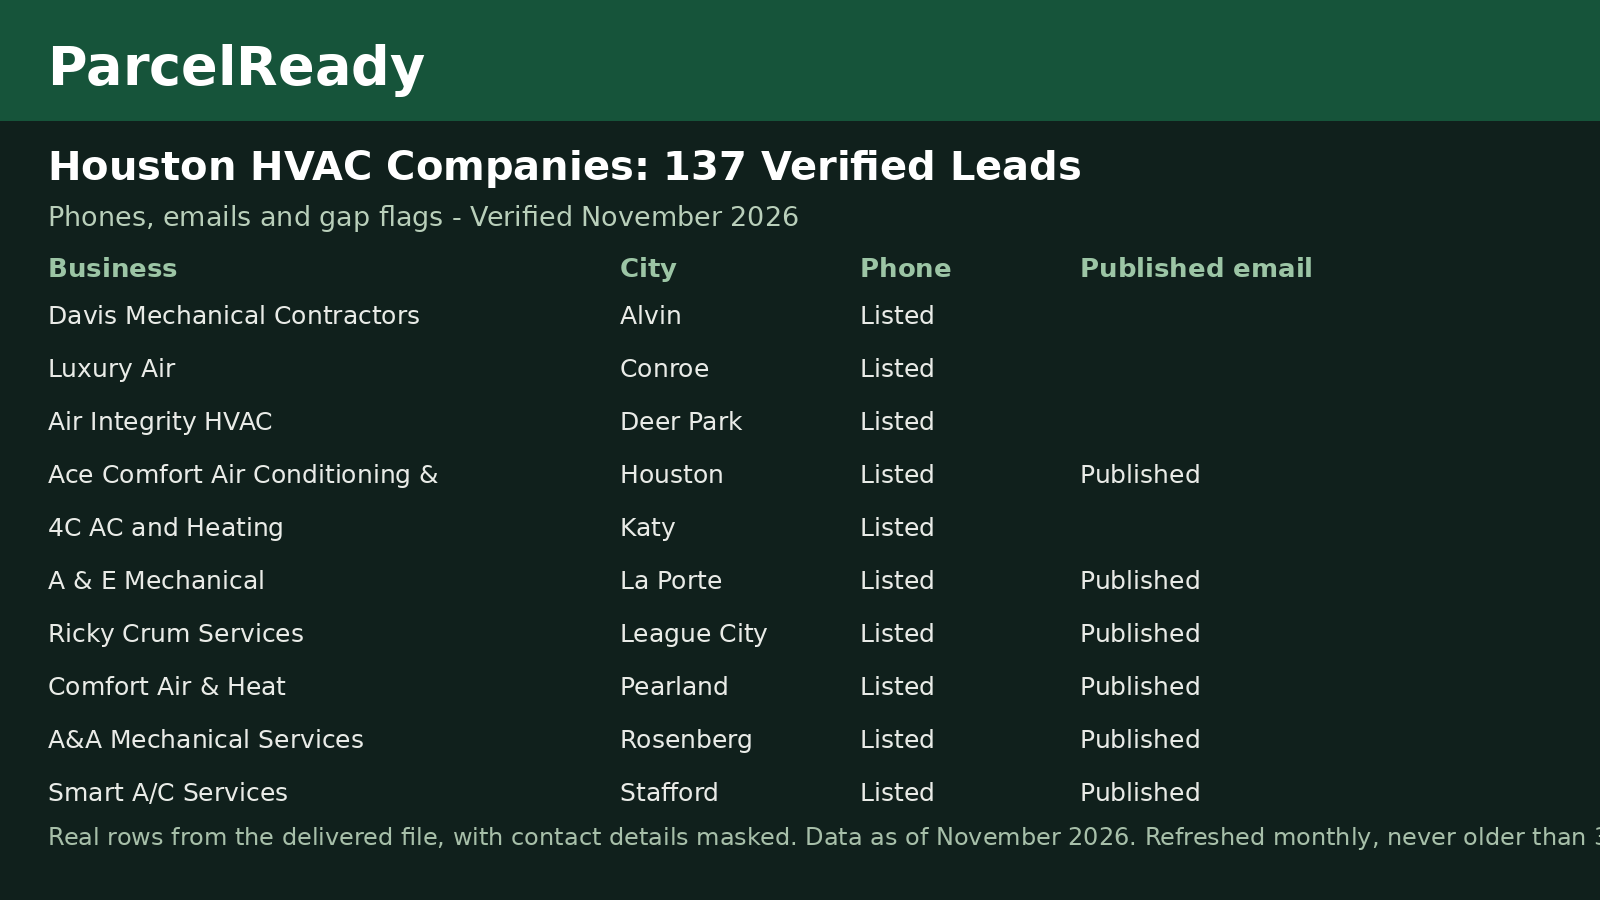 ParcelReady
Houston HVAC Companies: 137 Verified Leads
Phones, emails and gap flags - Verified November 2026
Business City Phone Published email
Davis Mechanical Contractors Alvin Listed
Luxury Air Conroe Listed
Air Integrity HVAC Deer Park Listed
Ace Comfort Air Conditioning & Houston Listed Published
4C AC and Heating Katy Listed
A & E Mechanical La Porte Listed Published
Ricky Crum Services League City Listed Published
Comfort Air & Heat Pearland Listed Published
A&A Mechanical Services Rosenberg Listed Published
Smart A/C Services Stafford Listed Published
Real rows from the delivered file, with contact details masked. Data as of November 2026. Refreshed monthly, never older than